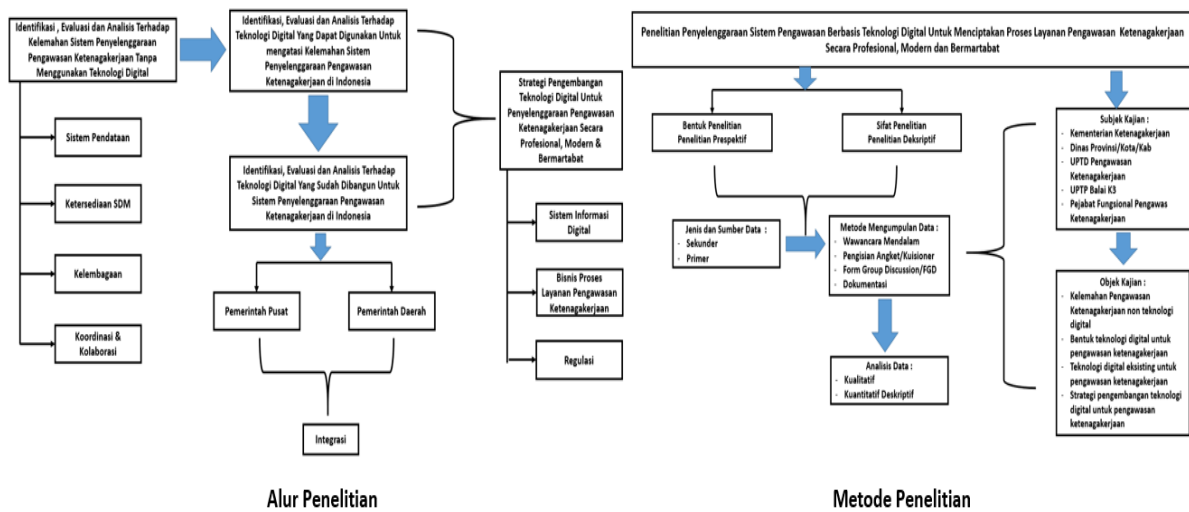 Identifikasi , Evaluasi dan Analisis Terhadap
Kelemahan Sistem Penyelenggaraan
Pengawasan Ketenagakerjaan Tanpa
Menggunakan Teknologi Digital
Sistem Pendataan
Ketersediaan SDM
Kelembagaan
Koordinasi &
Kolaborasi
Identifikasi, Evaluasi dan Analisis Terhadap
Teknologi Digital Yang Dapat Digunakan Untuk
mengatasi Kelemahan Sistem
Penyelenggaraan Pengawasan
Ketenagakerjaan di Indonesia
Identifikasi, Evaluasi dan Analisis Terhadap
Teknologi Digital Yang Sudah Dibangun Untuk
Sistem Penyelenggaraan Pengawasan
Ketenagakerjaan di Indonesia
Pemerintah Pusat
Pemerintah Daerah
Integrasi
Strategi Pengembangan
Teknologi Digital Untuk
Penyelenggaraan Pengawasan
Ketenagakerjaan Secara
Profesional, Modern &
Bermartabat
Sistem Informasi
Digital
Bisnis Proses
Layanan Pengawasan
Ketenagakerjaan
Regulasi
Alur Penelitian
Penelitian Penyelenggaraan Sistem Pengawasan Berbasis Teknologi Digital Untuk Menciptakan Proses Layanan Pengawasan Ketenagakerjaan
Secara Profesional, Modern dan Bermartabat
Bentuk Penelitian
Penelitian Prespektif
Sifat Penelitian
Penelitian Deksriptif
Jenis dan Sumber Data :
- Sekunder
- Primer
Metode Mengumpulan Data :
- Wawancara Mendalam
- Pengisian Angket/Kuisioner
- Form Group Discussion/FGD
- Dokumentasi
Analisis Data :
- Kualitatif
- Kuantitatif Deskriptif
Subjek Kajian :
- Kementerian Ketenagakerjaan
- Dinas Provinsi/Kota/Kab
- UPTD Pengawasan
Ketenagakerjaan
- UPTP Balai K3
- Pejabat Fungsional Pengawas
Ketenagakerjaan
Objek Kajian :
- Kelemahan Pengawasan
Ketenagakerjaan non teknologi
digital
- Bentuk teknologi digital untuk
pengawasan ketenagakerjaan
- Teknologi digital eksisting untuk
pengawasan ketenagakerjaan
- Strategi pengembangan teknologi
digital untuk pengawasan
ketenagakerjaan
Metode Penelitian